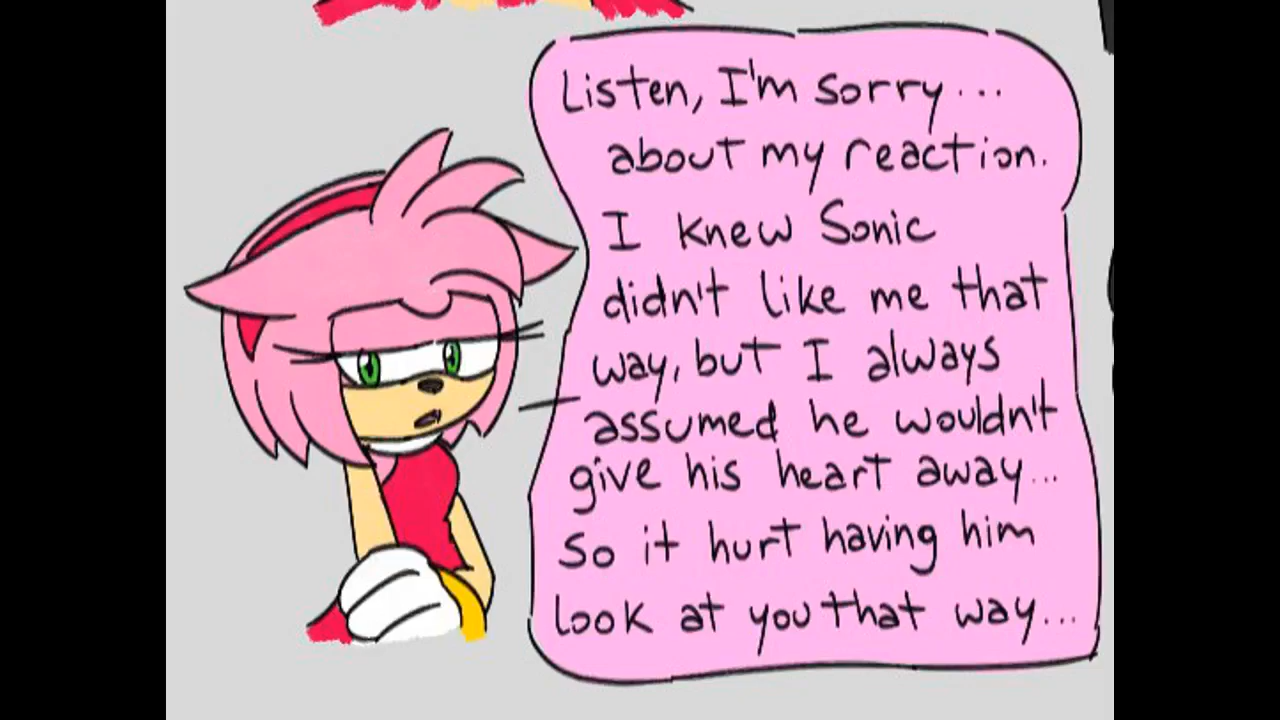 Listen, I'm sorry...
about my reaction.
I knew Sonic
didn't like me that
way, but I always
assumed he wouldn't
give his heart away...
So it hurt having him
look at you that way...